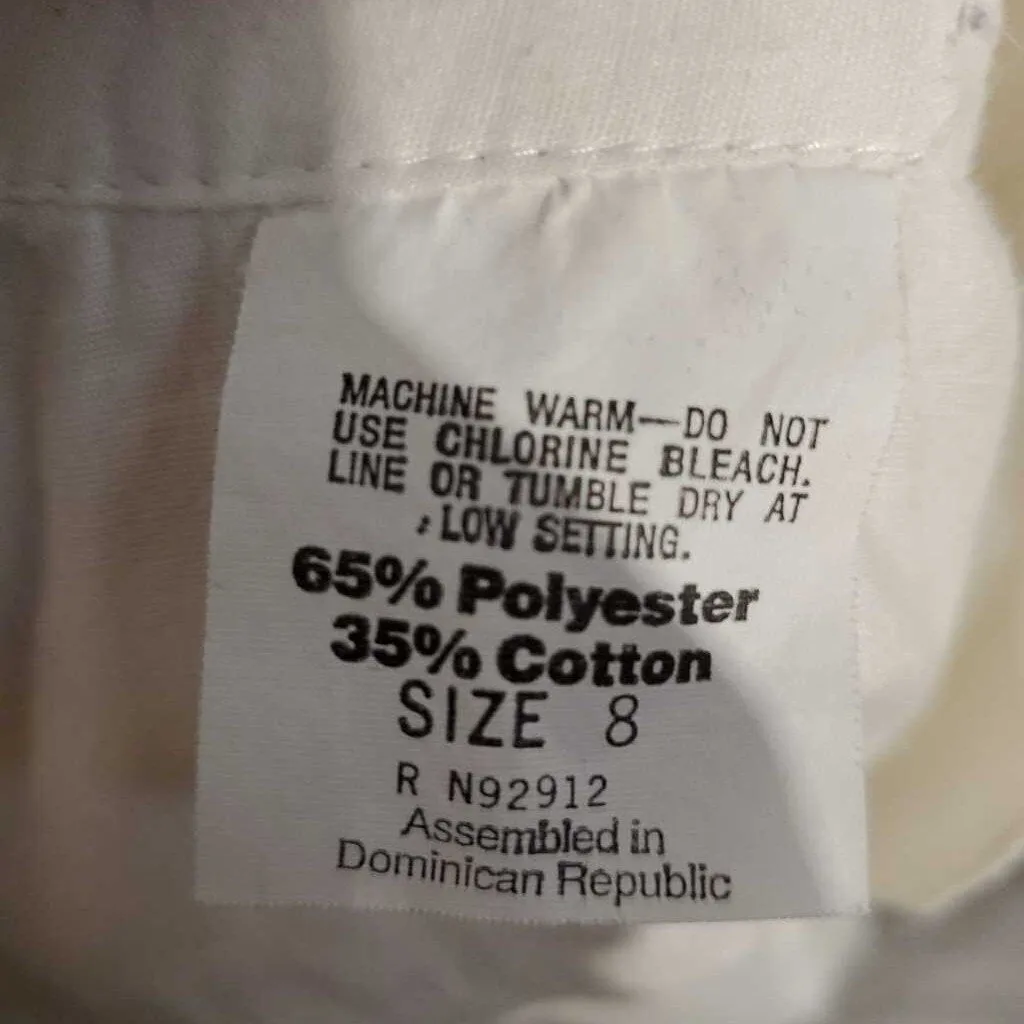 MACHINE WARM—DO NOT
USE CHLORINE BLEACH.
LINE OR TUMBLE DRY AT
LOW SETTING.
65% Polyester
35% Cotton
SIZE 8
R N92912
Assembled in
Dominican Republic